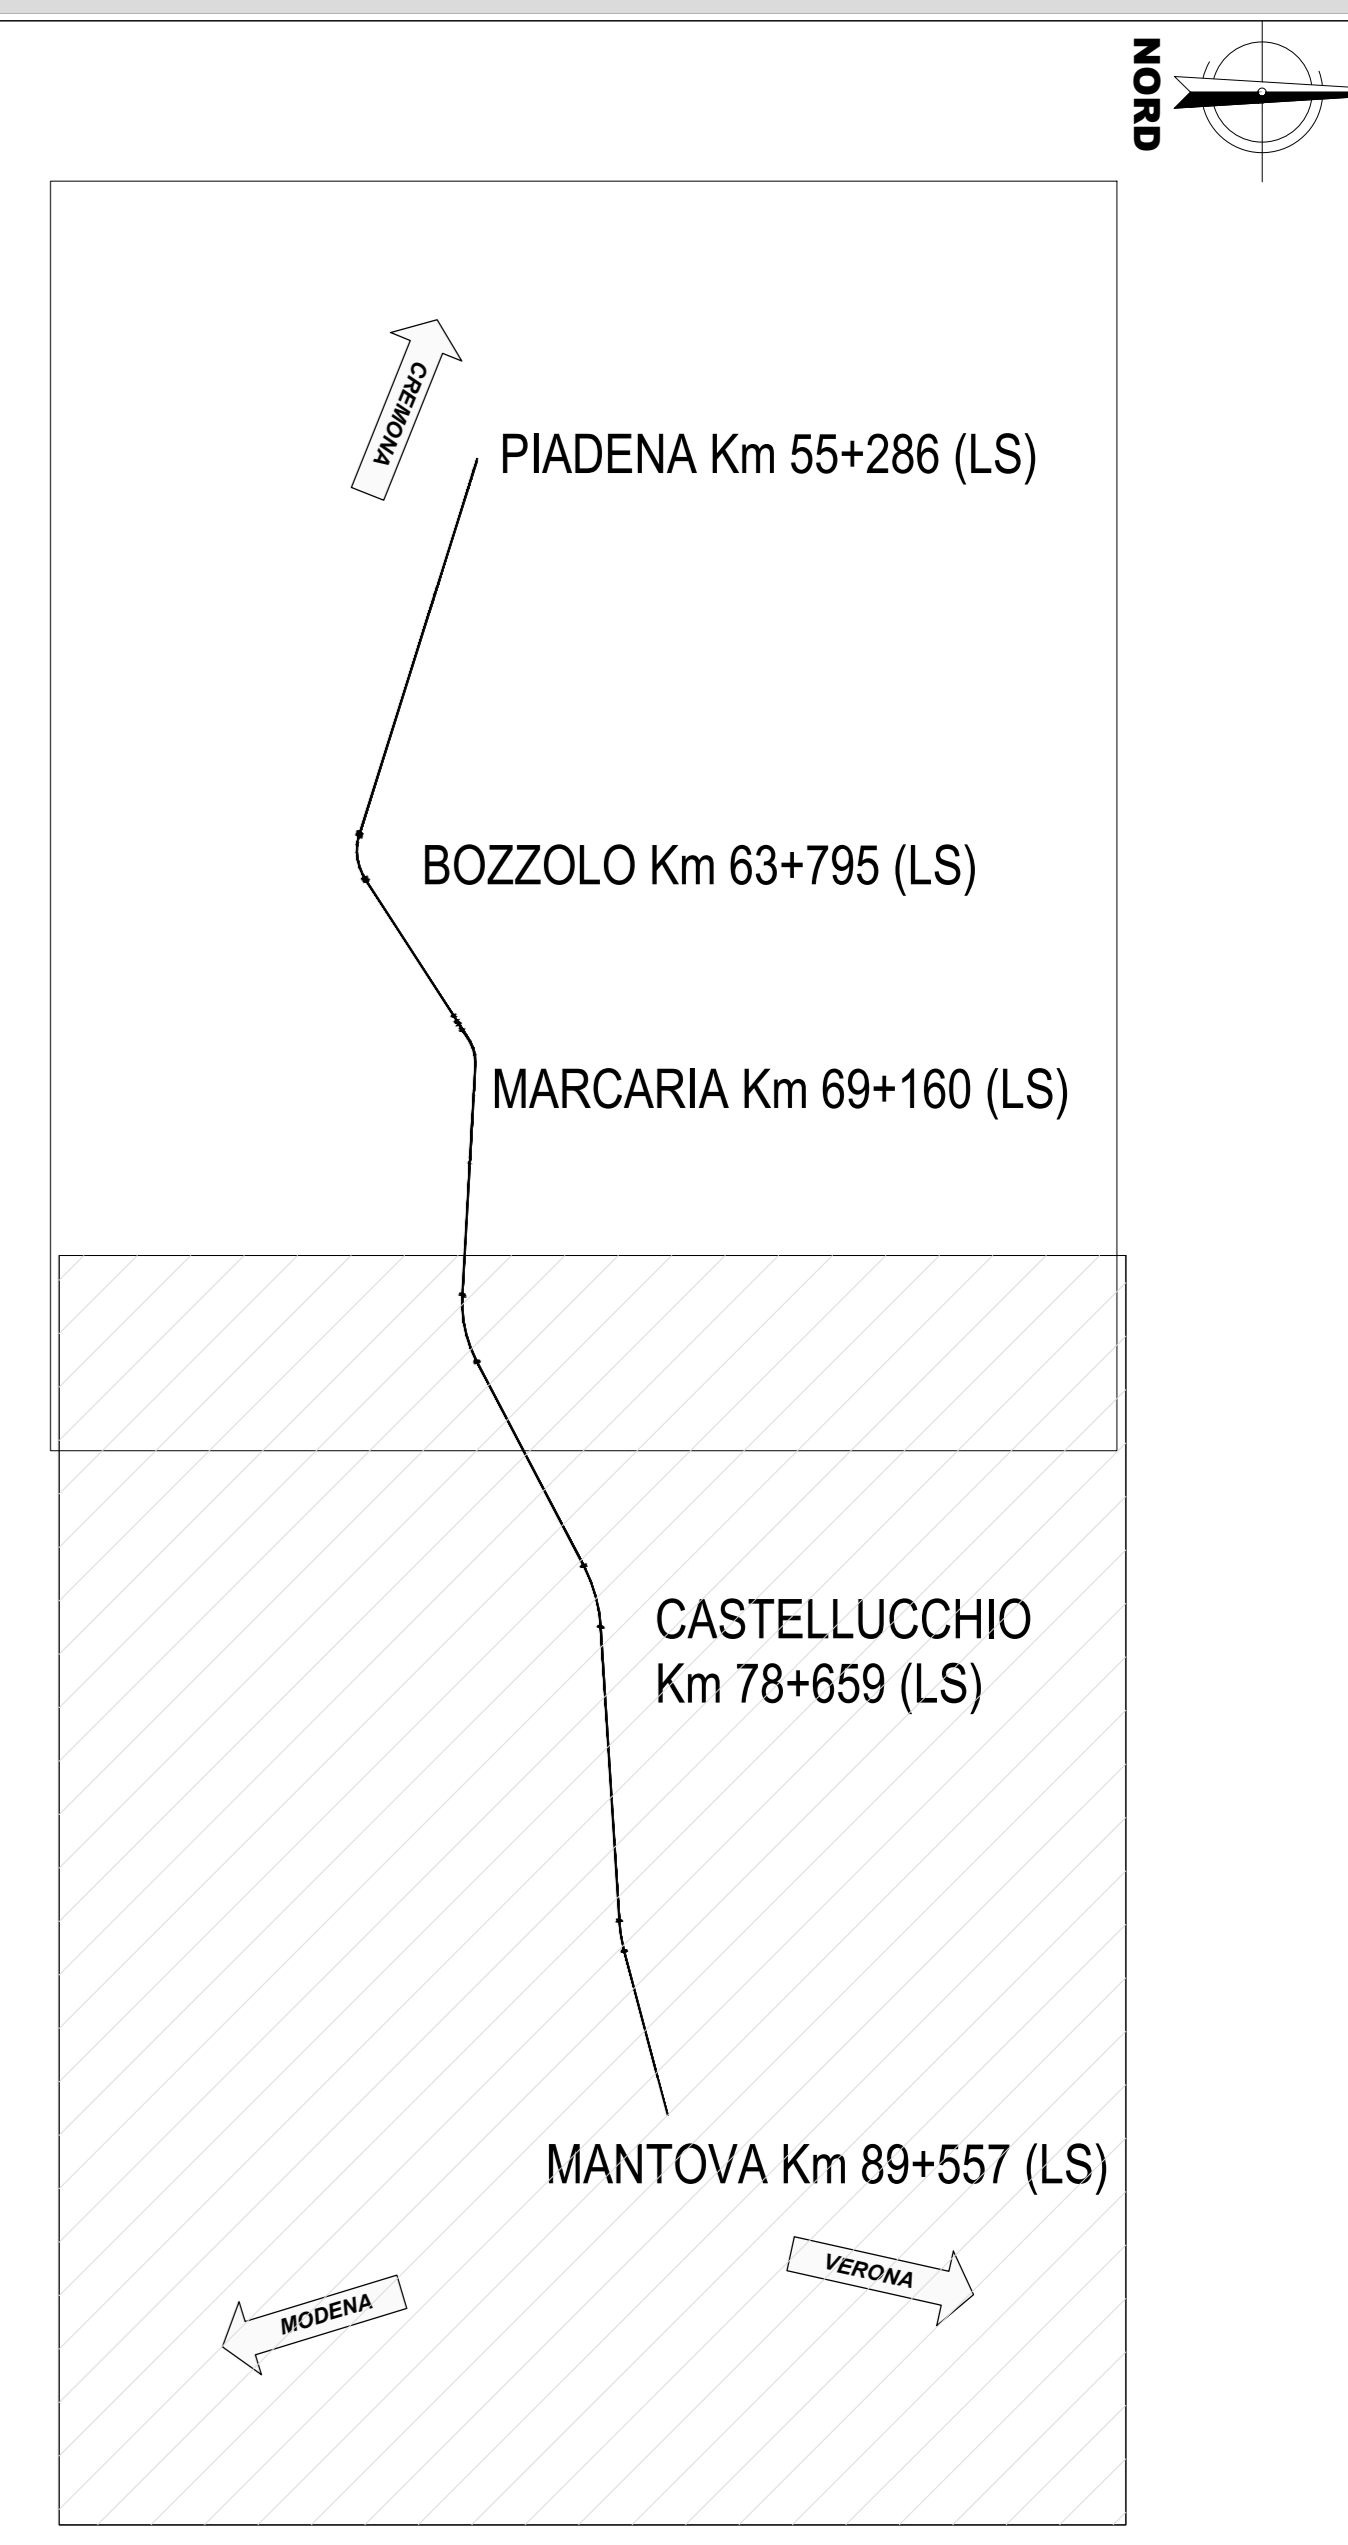 NORD
CREMONA
PIADENA Km 55+286 (LS)
BOZZOLO Km 63+795 (LS)
MARCARIA Km 69+160 (LS)
CASTELLUCCHIO
Km 78+659 (LS)
MANTOVA Km 89+557 (LS)
VERONA
MODENA